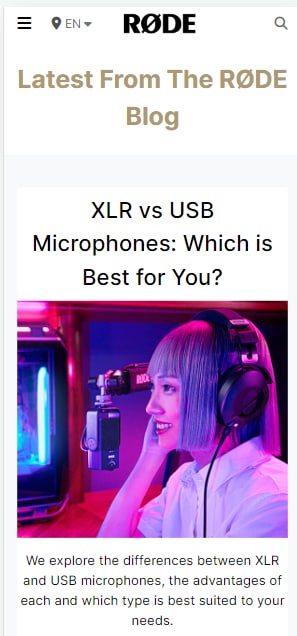 EN
RØDE
Latest From The RØDE
Blog
XLR vs USB
Microphones: Which is
Best for You?
RØDE
We explore the differences between XLR
and USB microphones, the advantages of
each and which type is best suited to your
needs.